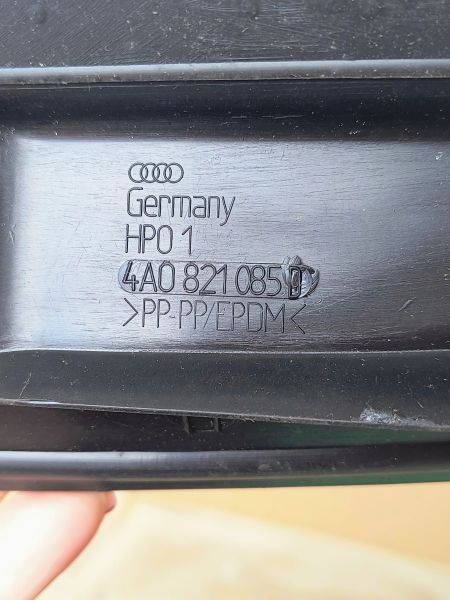 Germany
HPO 1
4A0 821 085 D
>PP-PP/EPDM<